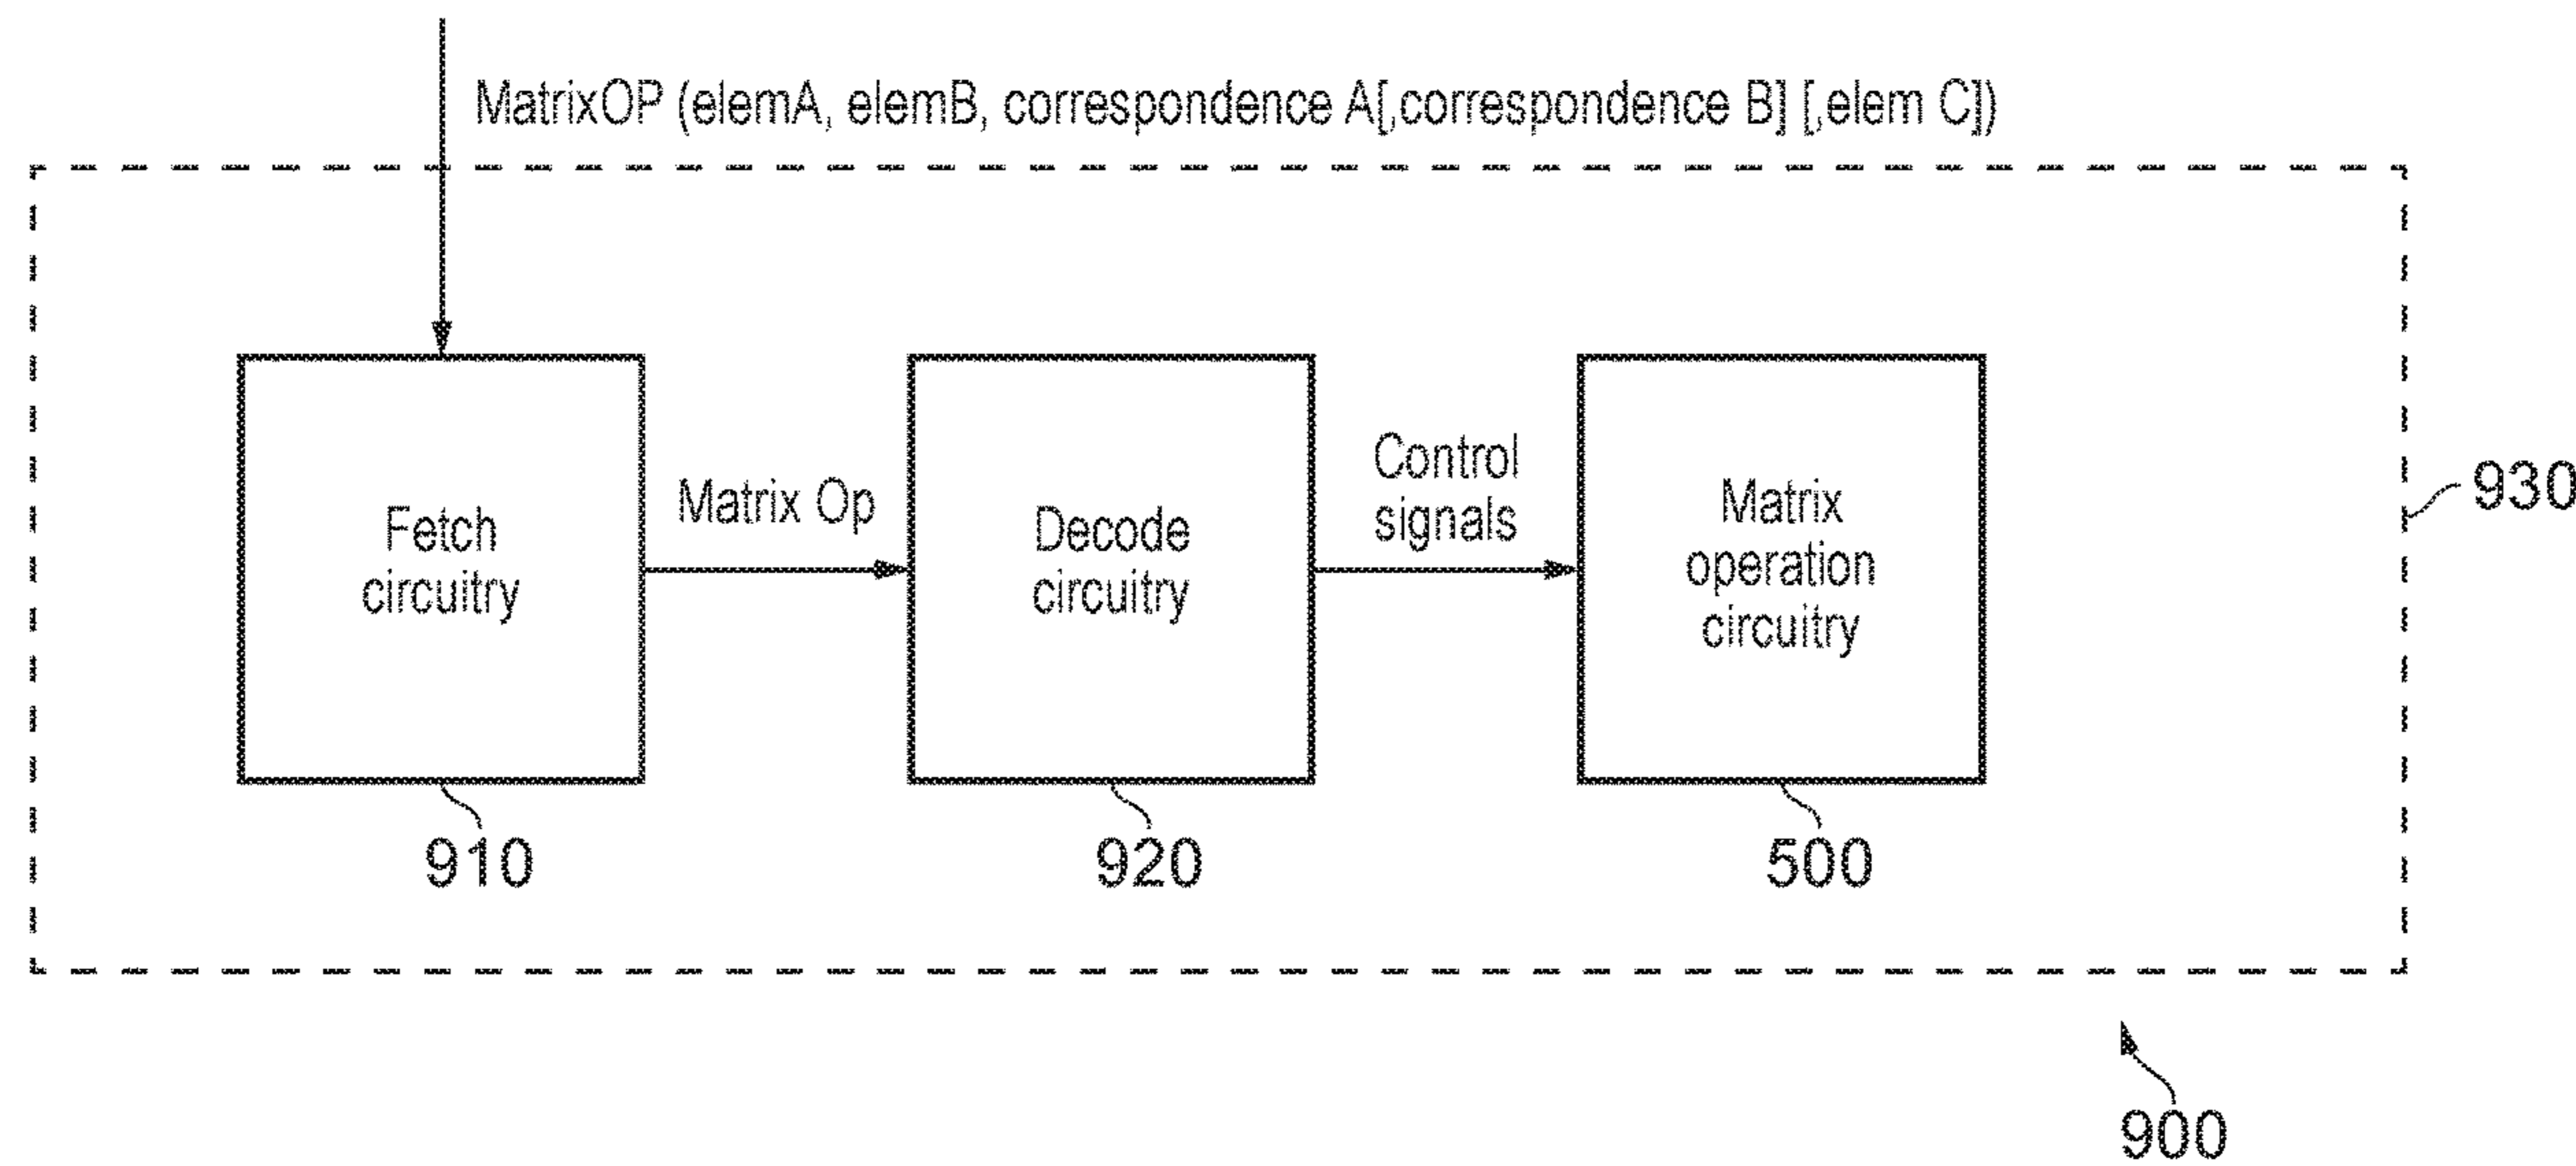 MatrixOP (elemA, elemB, correspondence A[,correspondence B] [,elem C])
Fetch
circuitry
Matrix Op
Decode
circuitry
Control
signals
Matrix
operation
circuitry
930
910
920
500
900